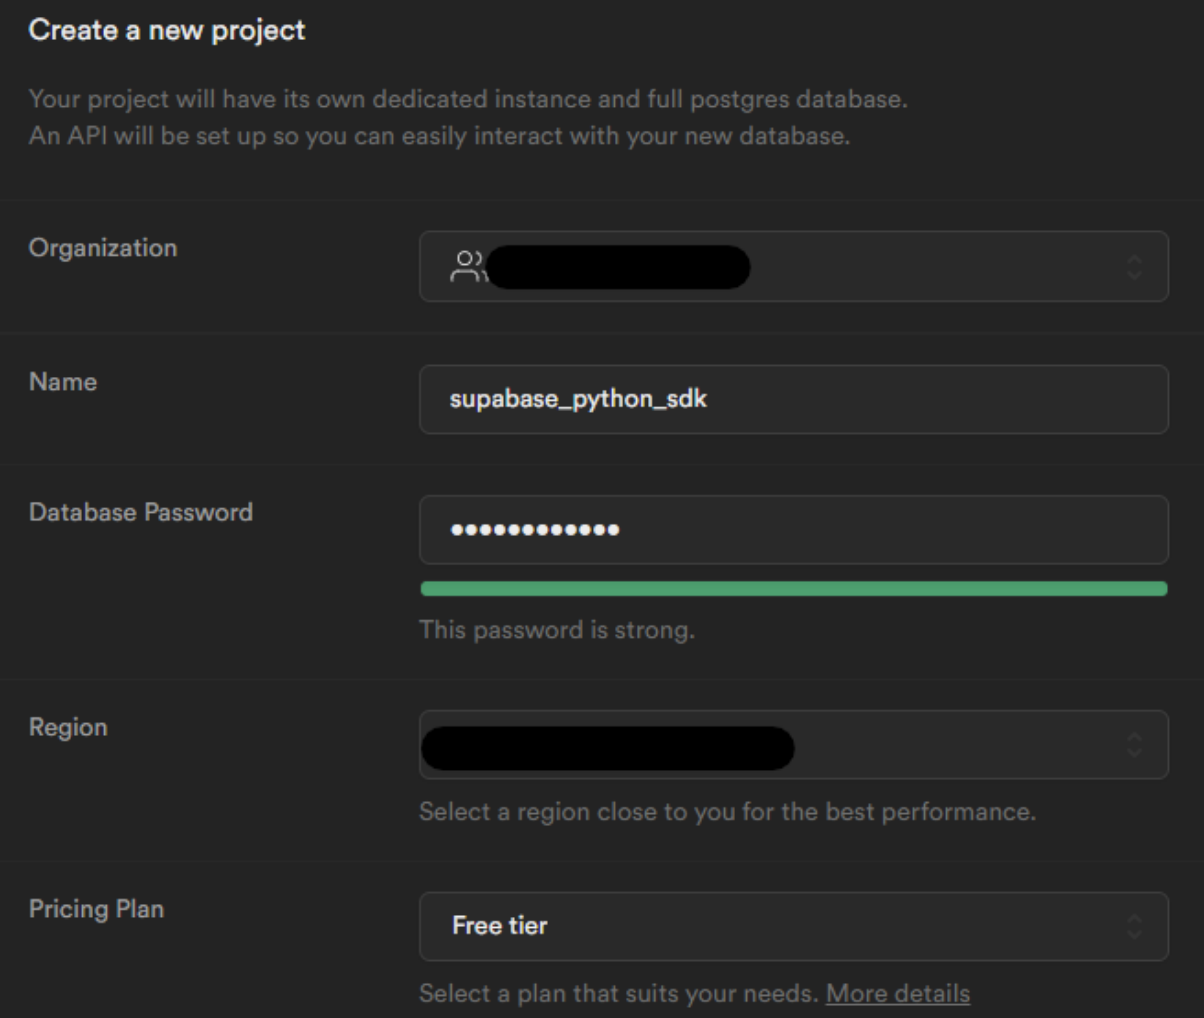 Create a new project
Your project will have its own dedicated instance and full postgres database.
An API will be set up so you can easily interact with your new database.
Organization
Name
supabase_python_sdk
Database Password
••••••••••••
This password is strong.
Region
Select a region close to you for the best performance.
Pricing Plan
Free tier
Select a plan that suits your needs. More details